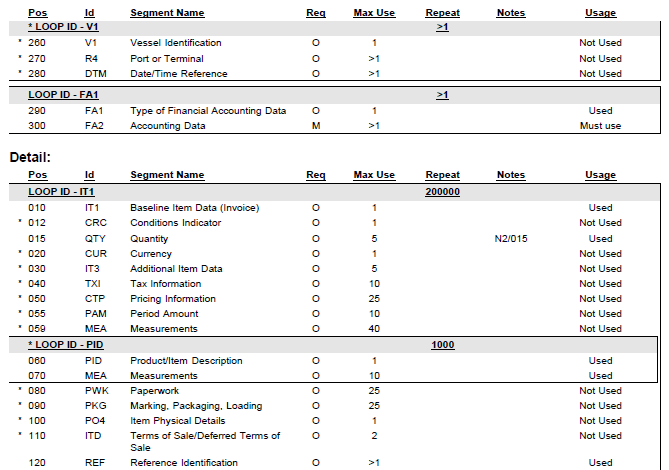 Pos Id Segment Name Req Max Use Repeat Notes Usage
* LOOP ID - V1 >1
* 260 V1 Vessel Identification O 1 Not Used
* 270 R4 Port or Terminal O >1 Not Used
* 280 DTM Date/Time Reference O >1 Not Used
LOOP ID - FA1 >1
290 FA1 Type of Financial Accounting Data O 1 Used
300 FA2 Accounting Data M >1 Must use
Detail:
Pos Id Segment Name Req Max Use Repeat Notes Usage
LOOP ID - IT1 200000
010 IT1 Baseline Item Data (Invoice) O 1 Used
* 012 CRC Conditions Indicator O 1 Not Used
015 QTY Quantity O 5 N2/015 Used
* 020 CUR Currency O 1 Not Used
* 030 IT3 Additional Item Data O 5 Not Used
* 040 TXI Tax Information O 10 Not Used
* 050 CTP Pricing Information O 25 Not Used
* 055 PAM Period Amount O 10 Not Used
* 059 MEA Measurements O 40 Not Used
* LOOP ID - PID 1000
060 PID Product/Item Description O 1 Used
070 MEA Measurements O 10 Used
* 080 PWK Paperwork O 25 Not Used
* 090 PKG Marking, Packaging, Loading O 25 Not Used
* 100 PO4 Item Physical Details O 1 Not Used
* 110 ITD Terms of Sale/Deferred Terms of O 2 Not Used
Sale
120 REF Reference Identification O >1 Used